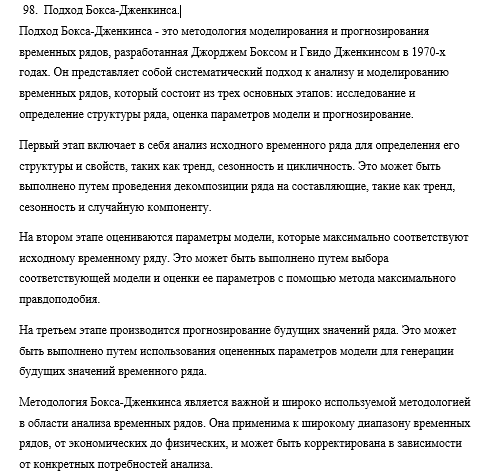 98. Подход Бокса-Дженкинса.
Подход Бокса-Дженкинса - это методология моделирования и прогнозирования
временных рядов, разработанная Джорджем Боксом и Гвидо Дженкинсом в 1970-х
годах. Он представляет собой систематический подход к анализу и моделированию
временных рядов, который состоит из трех основных этапов: исследование и
определение структуры ряда, оценка параметров модели и прогнозирование.
Первый этап включает в себя анализ исходного временного ряда для определения его
структуры и свойств, таких как тренд, сезонность и цикличность. Это может быть
выполнено путем проведения декомпозиции ряда на составляющие, такие как тренд,
сезонность и случайную компоненту.
На втором этапе оцениваются параметры модели, которые максимально соответствуют
исходному временному ряду. Это может быть выполнено путем выбора
соответствующей модели и оценки ее параметров с помощью метода максимального
правдоподобия.
На третьем этапе производится прогнозирование будущих значений ряда. Это может
быть выполнено путем использования оцененных параметров модели для генерации
будущих значений временного ряда.
Методология Бокса-Дженкинса является важной и широко используемой методологией
в области анализа временных рядов. Она применима к широкому диапазону временных
рядов, от экономических до физических, и может быть корректирована в зависимости
от конкретных потребностей анализа.